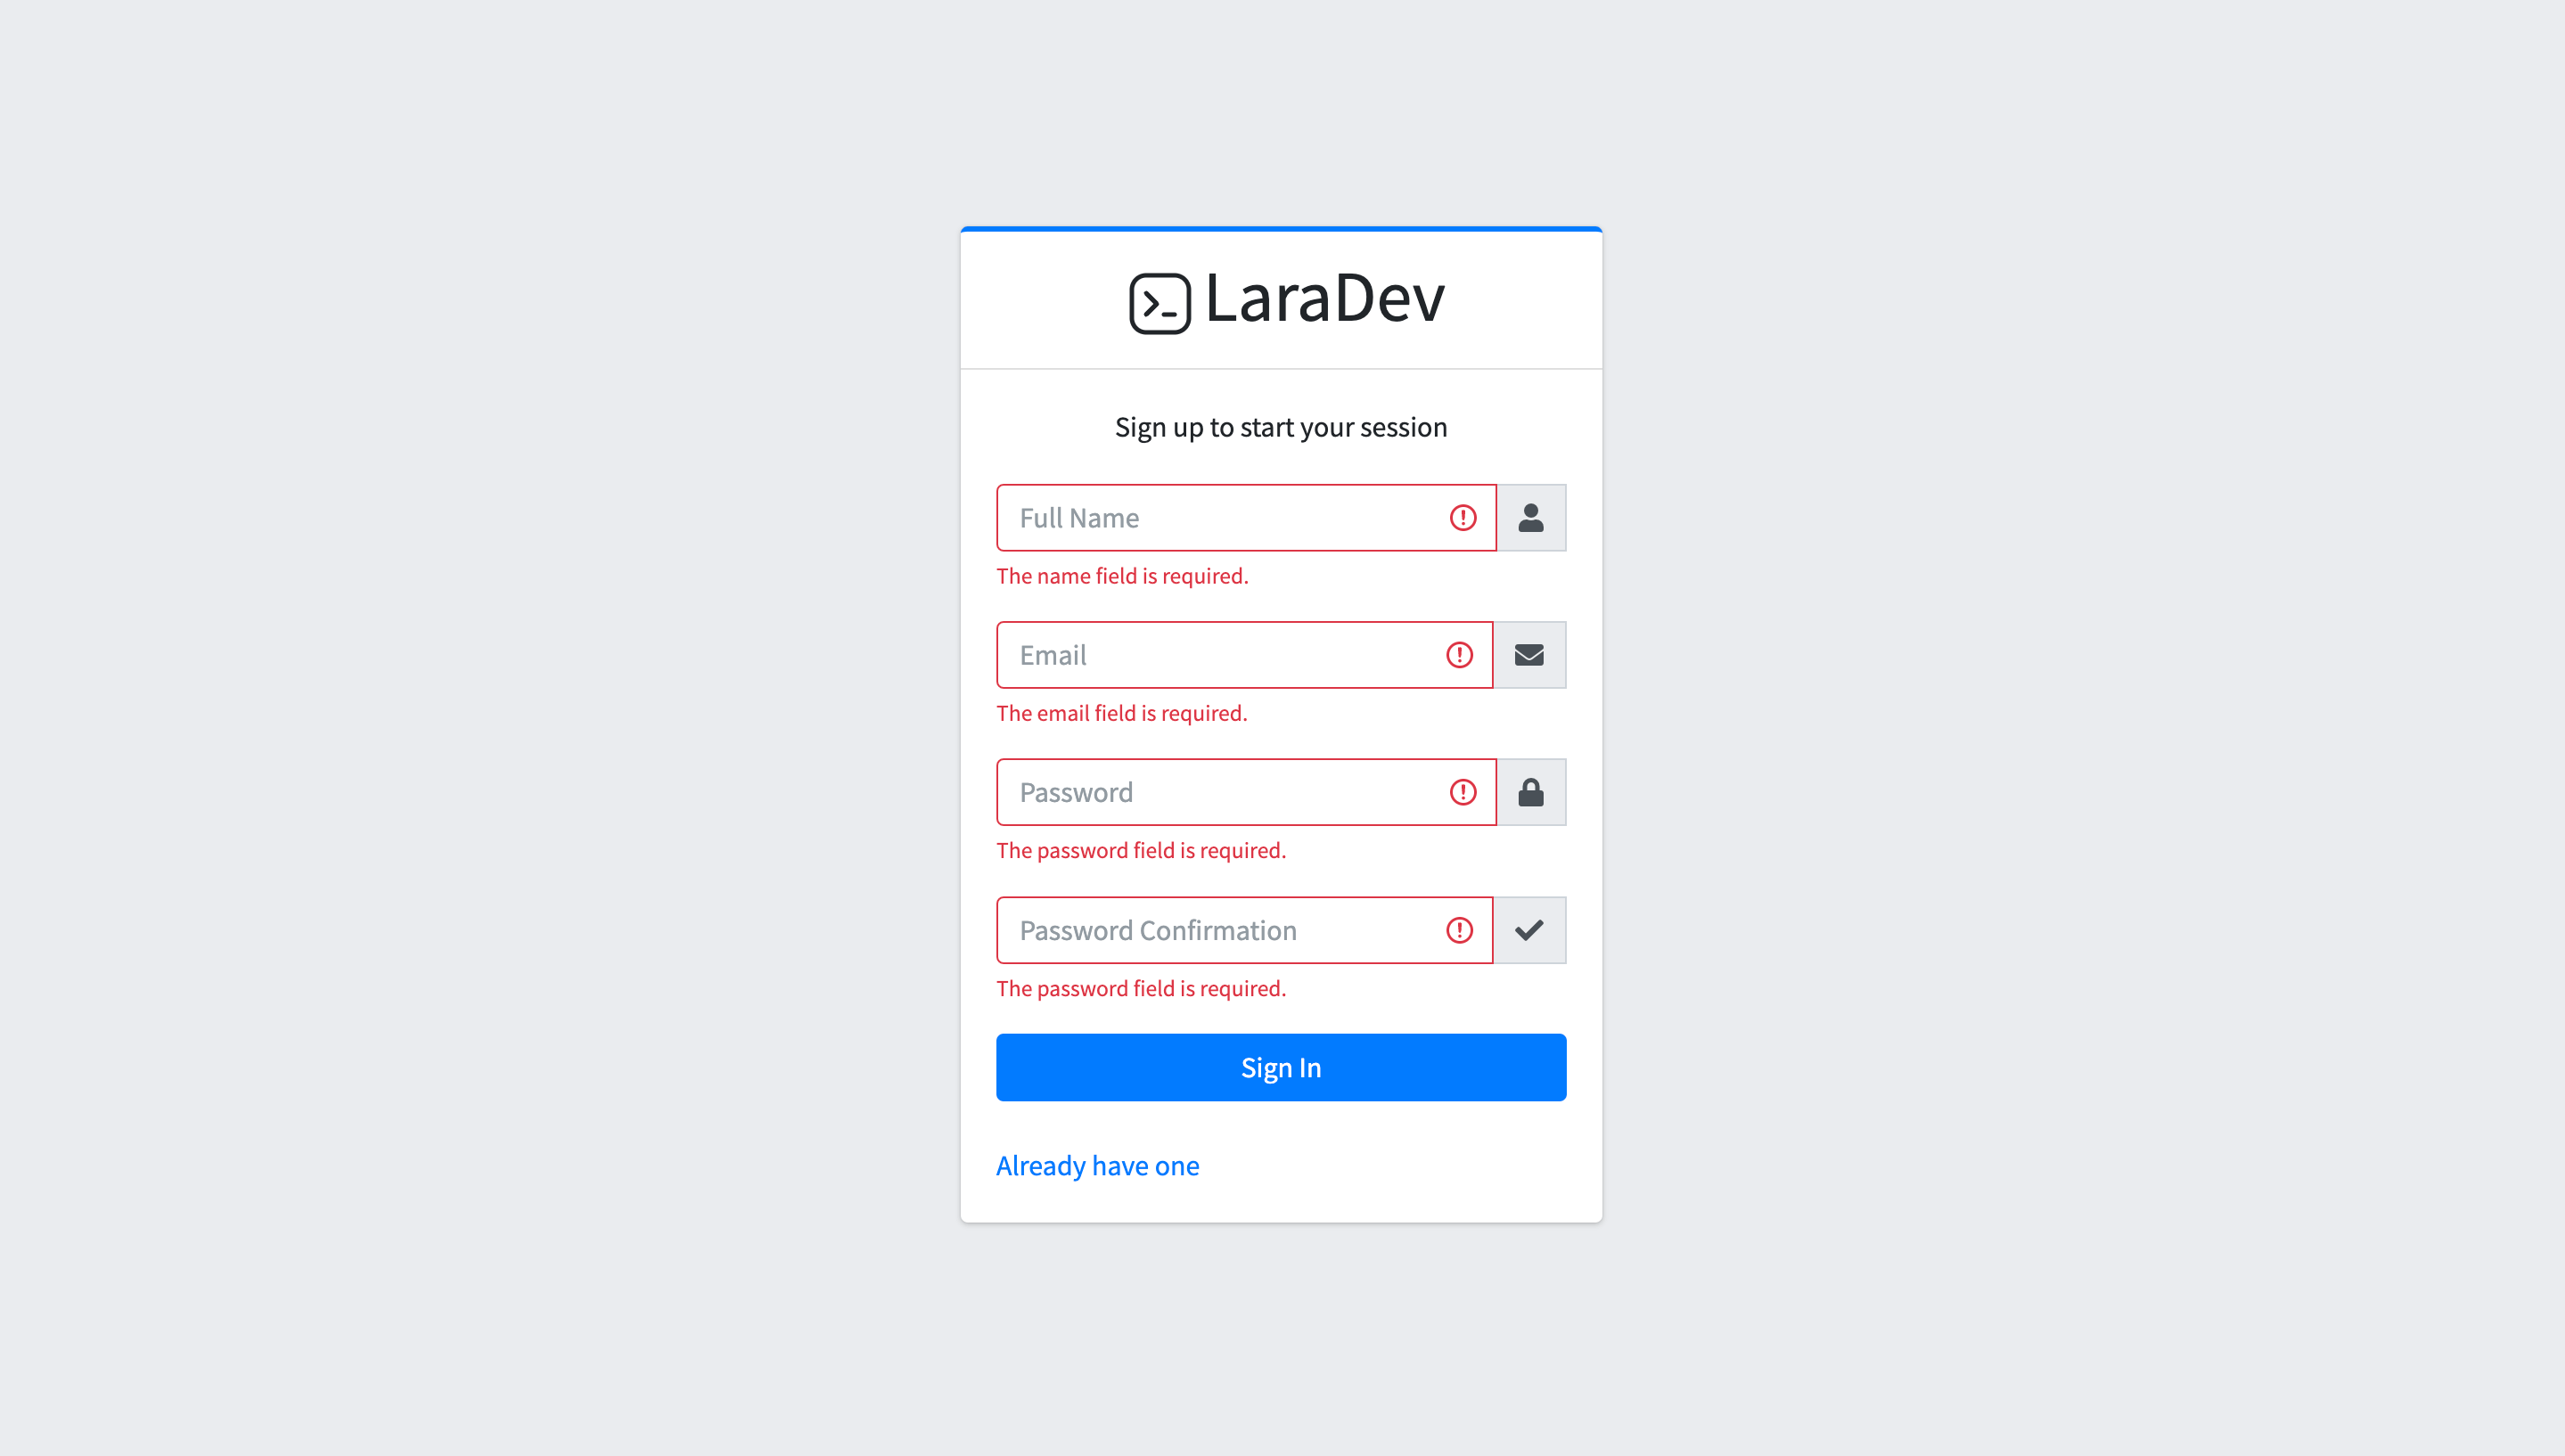 LaraDev
Sign up to start your session
Full Name
The name field is required.
Email
The email field is required.
Password
The password field is required.
Password Confirmation
The password field is required.
Sign In
Already have one